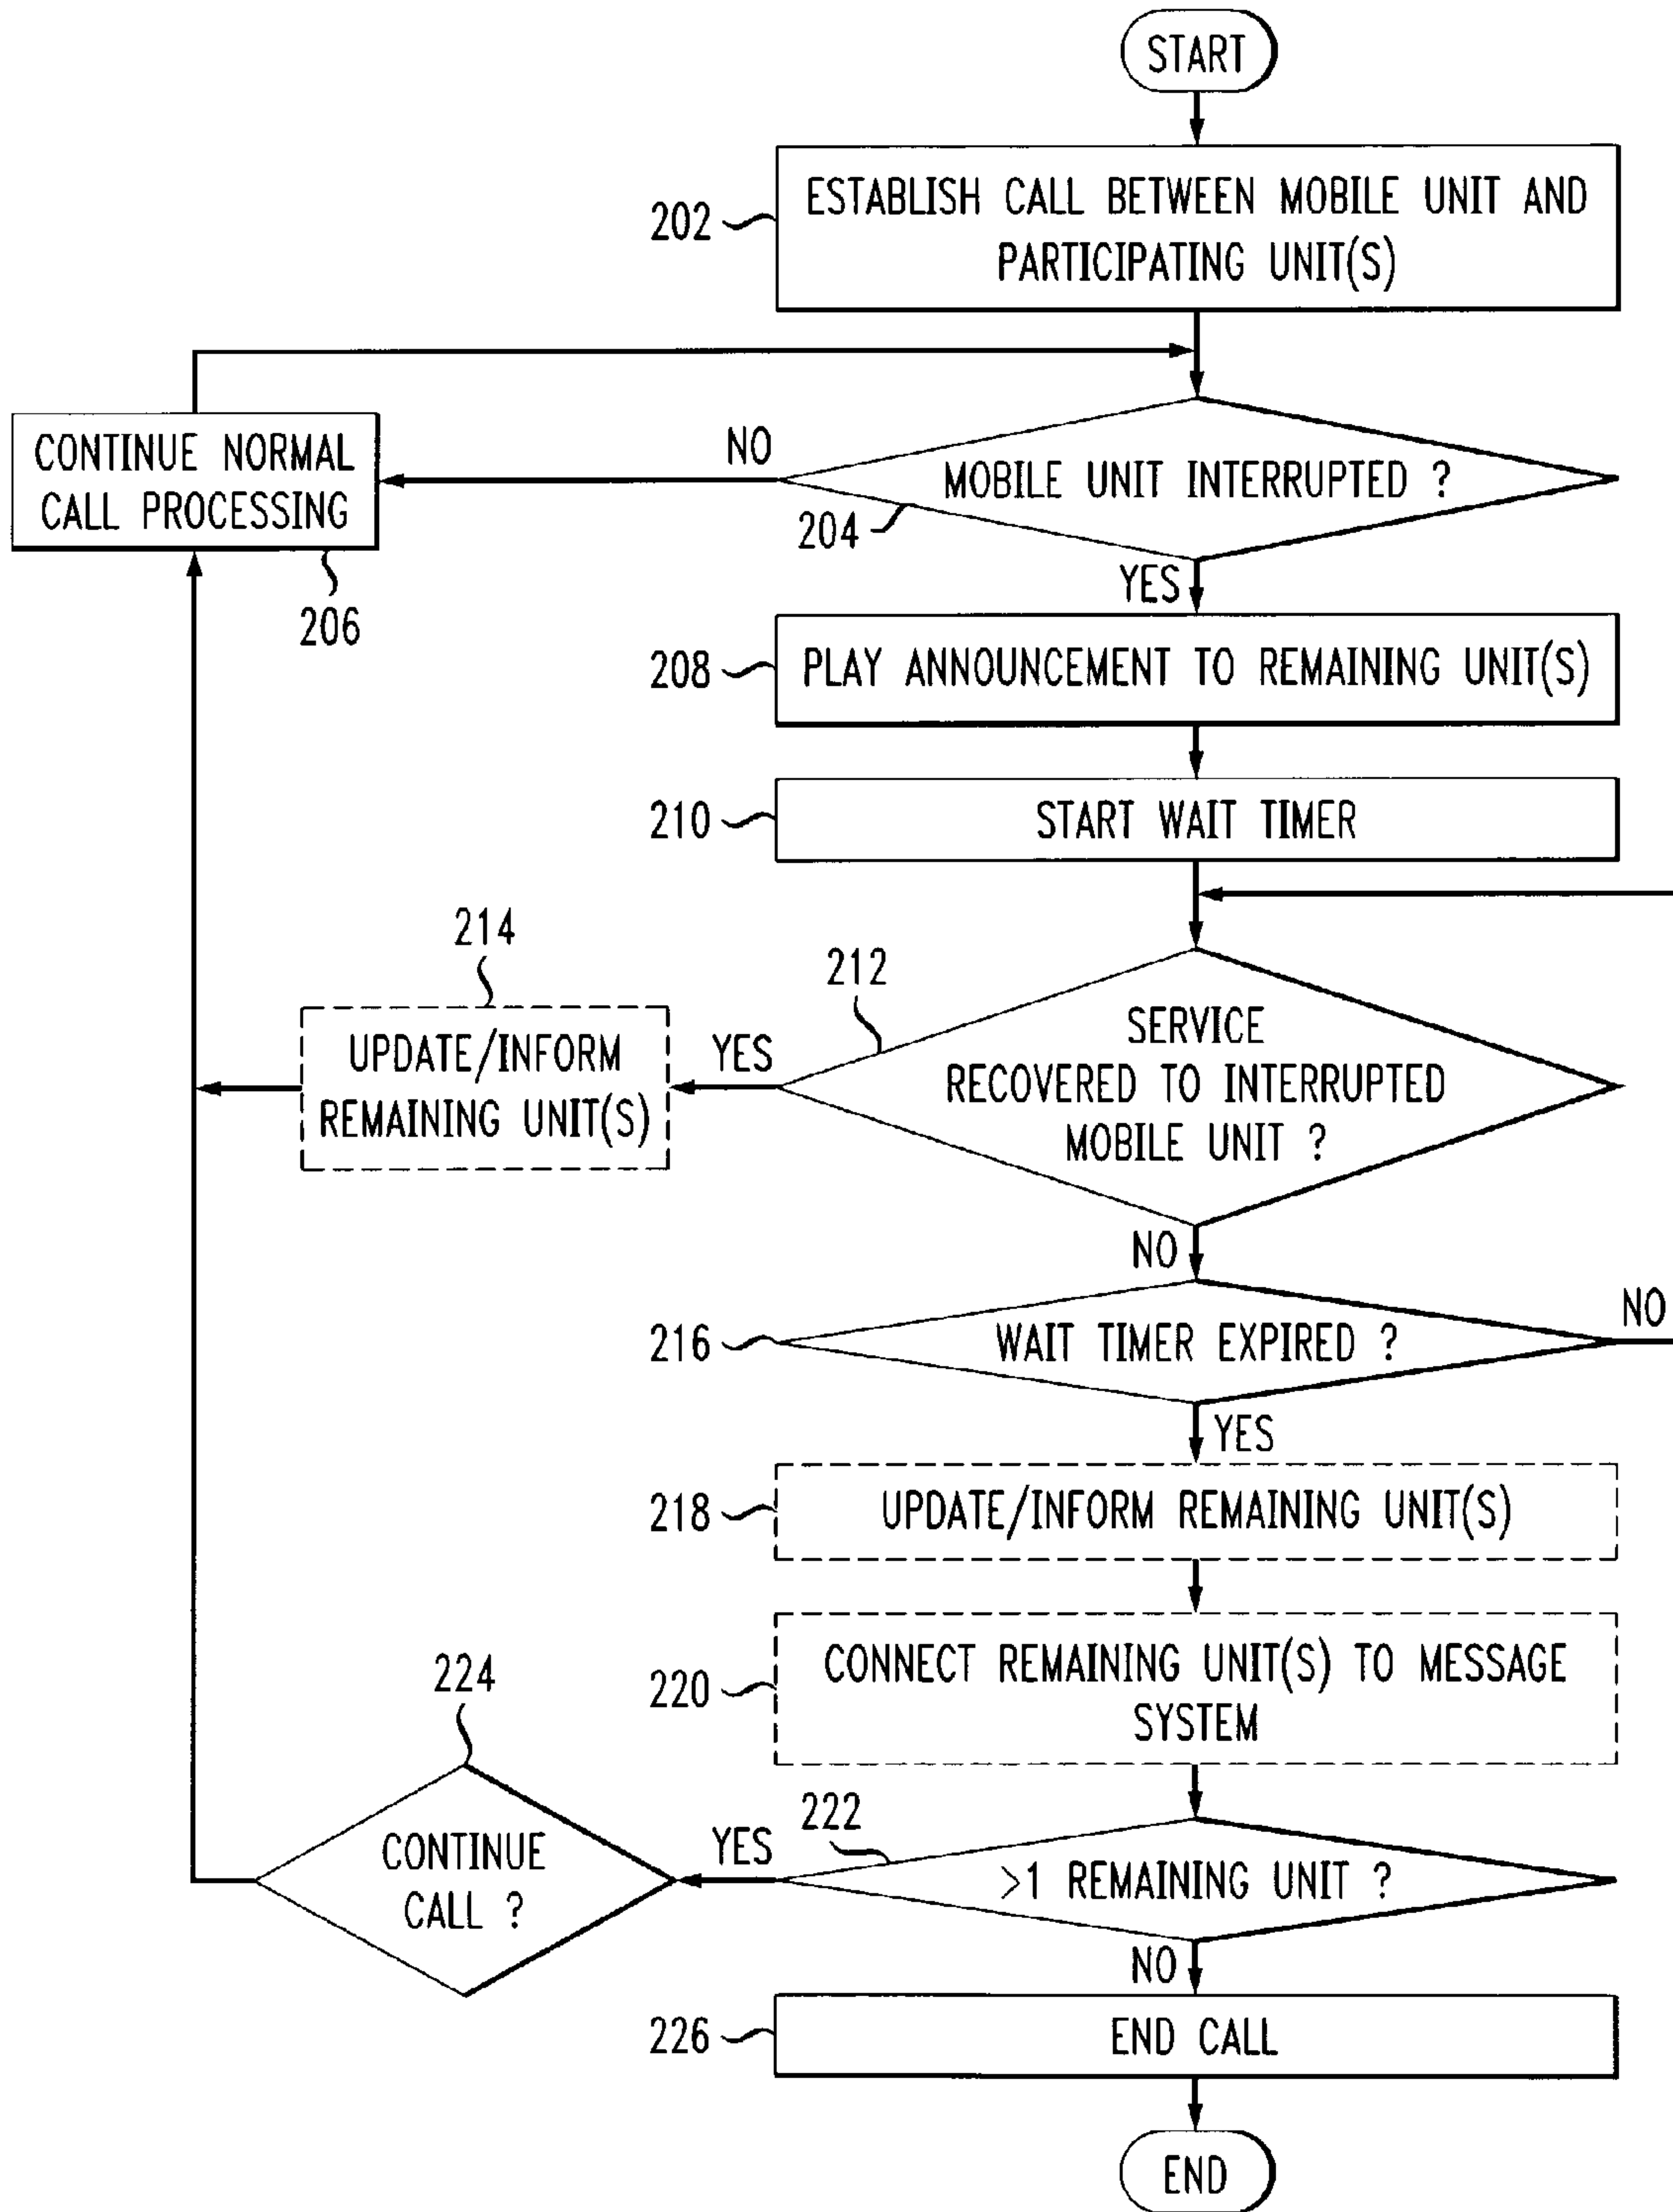 START
202
ESTABLISH CALL BETWEEN MOBILE UNIT AND
PARTICIPATING UNIT(S)
CONTINUE NORMAL
CALL PROCESSING
206
NO
MOBILE UNIT INTERRUPTED ?
204
YES
208
PLAY ANNOUNCEMENT TO REMAINING UNIT(S)
210
START WAIT TIMER
214
UPDATE/INFORM
REMAINING UNIT(S)
YES
212
SERVICE
RECOVERED TO INTERRUPTED
MOBILE UNIT ?
NO
216
WAIT TIMER EXPIRED ?
NO
YES
218
UPDATE/INFORM REMAINING UNIT(S)
220
CONNECT REMAINING UNIT(S) TO MESSAGE
SYSTEM
224
CONTINUE
CALL ?
YES
222
>1 REMAINING UNIT ?
NO
226
END CALL
END